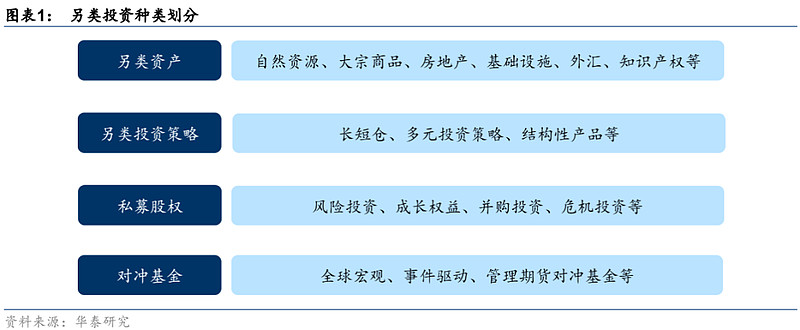 图表1： 另类投资种类划分
另类资产 自然资源、大宗商品、房地产、基础设施、外汇、知识产权等
另类投资策略 长短仓、多元投资策略、结构性产品等
私募股权 风险投资、成长权益、并购投资、危机投资等
对冲基金 全球宏观、事件驱动、管理期货对冲基金等
资料来源：华泰研究